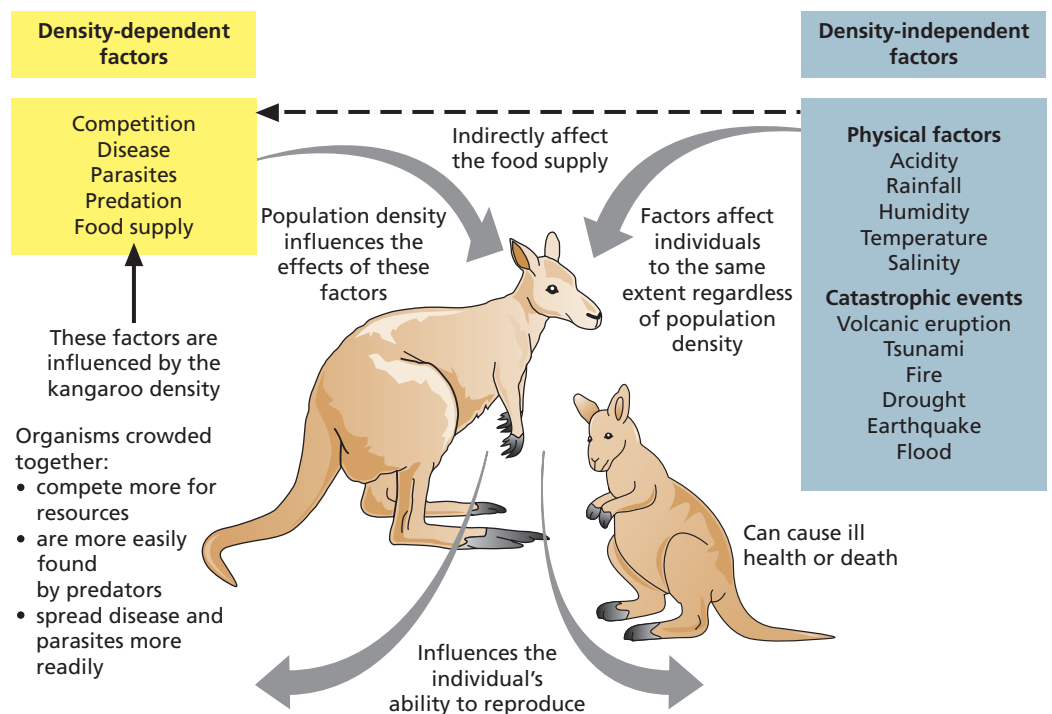 Density-dependent
factors
Density-independent
factors
Competition
Disease
Parasites
Predation
Food supply
Indirectly affect
the food supply
Physical factors
Acidity
Rainfall
Humidity
Temperature
Salinity
Catastrophic events
Volcanic eruption
Tsunami
Fire
Drought
Earthquake
Flood
Population density
influences the
effects of these
factors
Factors affect
individuals
to the same
extent regardless
of population
density
These factors are
influenced by the
kangaroo density
Organisms crowded
together:
• compete more for
resources
• are more easily
found
by predators
• spread disease and
parasites more
readily
Can cause ill
health or death
Influences the
individual's
ability to reproduce